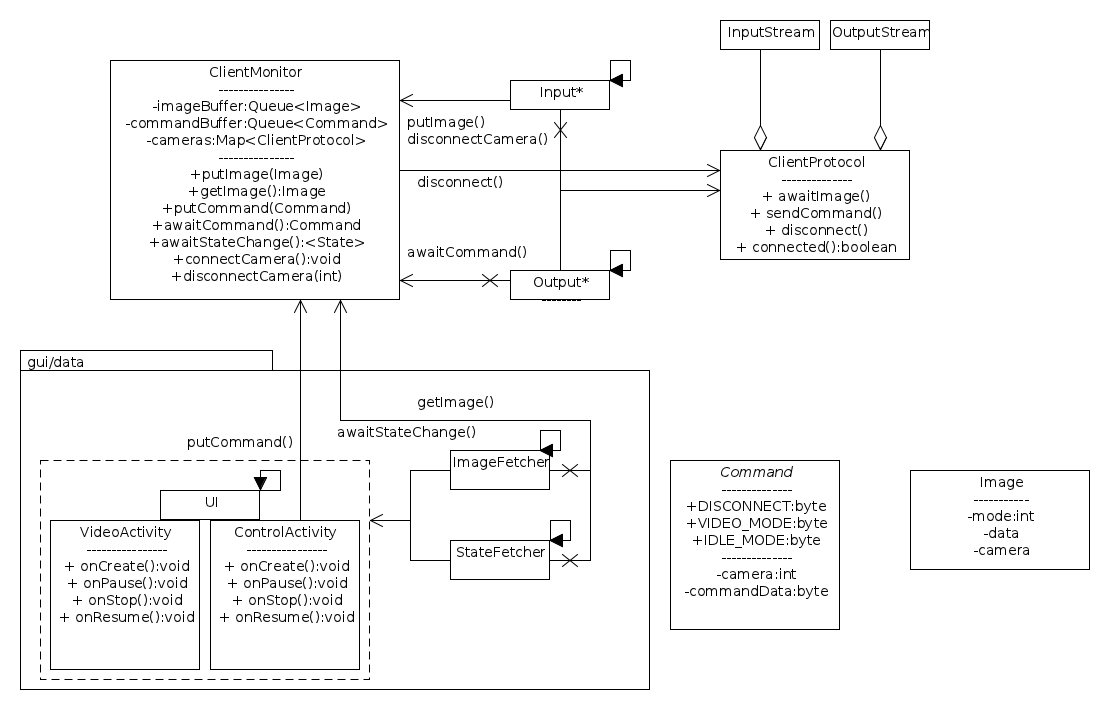 InputStream
OutputStream
ClientMonitor
---------------
-imageBuffer:Queue<Image>
-commandBuffer:Queue<Command>
-cameras:Map<ClientProtocol>
---------------
+putImage(Image)
+getImage():Image
+putCommand(Command)
+awaitCommand():Command
+awaitStateChange():<State>
+connectCamera():void
+disconnectCamera(int)
Input*
putImage()
disconnectCamera()
disconnect()
awaitCommand()
Output*
--------
ClientProtocol
--------------
+ awaitImage()
+ sendCommand()
+ disconnect()
+ connected():boolean
gui/data
getImage()
awaitStateChange()
putCommand()
ImageFetcher
StateFetcher
UI
VideoActivity
----------------
+ onCreate():void
+ onPause():void
+ onStop():void
+ onResume():void
ControlActivity
----------------
+ onCreate():void
+ onPause():void
+ onStop():void
+ onResume():void
Command
--------------
+DISCONNECT:byte
+VIDEO_MODE:byte
+IDLE_MODE:byte
--------------
-camera:int
-commandData:byte
Image
-----------
-mode:int
-data
-camera